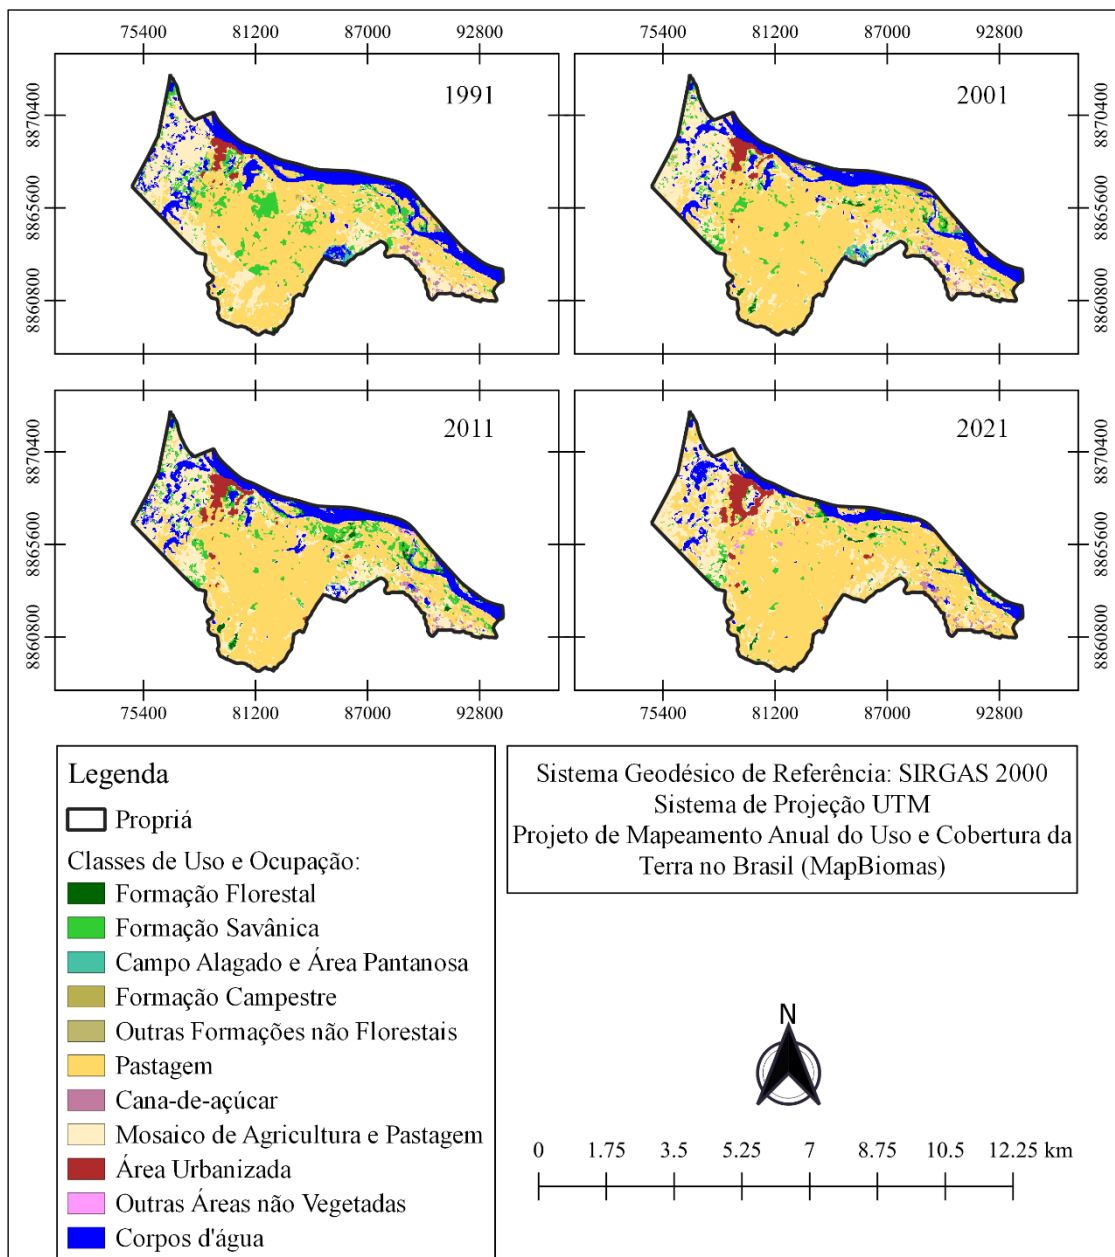 75400 81200 87000 92800 75400 81200 87000 92800
1991 2001
8870400 8870400
8865600 8865600
8860800 8860800
2011 2021
8870400 8870400
8865600 8865600
8860800 8860800
75400 81200 87000 92800 75400 81200 87000 92800
Legenda
Propriá
Classes de Uso e Ocupação:
Formação Florestal
Formação Savânica
Campo Alagado e Área Pantanosa
Formação Campestre
Outras Formações não Florestais
Pastagem
Cana-de-açúcar
Mosaico de Agricultura e Pastagem
Área Urbanizada
Outras Áreas não Vegetadas
Corpos d'água
Sistema Geodésico de Referência: SIRGAS 2000
Sistema de Projeção UTM
Projeto de Mapeamento Anual do Uso e Cobertura da
Terra no Brasil (MapBiomas)
N
0 1.75 3.5 5.25 7 8.75 10.5 12.25 km